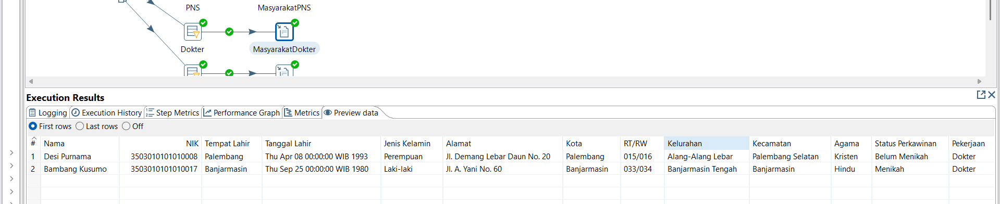 PNS MasyarakatPNS
Dokter MasyarakatDokter
Execution Results
Logging Execution History Step Metrics Performance Graph Metrics Preview data
First rows Last rows Off
# Nama NIK Tempat Lahir Tanggal Lahir Jenis Kelamin Alamat Kota RT/RW Kelurahan Kecamatan Agama Status Perkawinan Pekerjaan
1 Desi Purnama 3503010101010008 Palembang Thu Apr 08 00:00:00 WIB 1993 Perempuan Jl. Demang Lebar Daun No. 20 Palembang 015/016 Alang-Alang Lebar Palembang Selatan Kristen Belum Menikah Dokter
2 Bambang Kusumo 3503010101010017 Banjarmasin Thu Sep 25 00:00:00 WIB 1980 Laki-laki Jl. A. Yani No. 60 Banjarmasin 033/034 Banjarmasin Tengah Banjarmasin Hindu Menikah Dokter